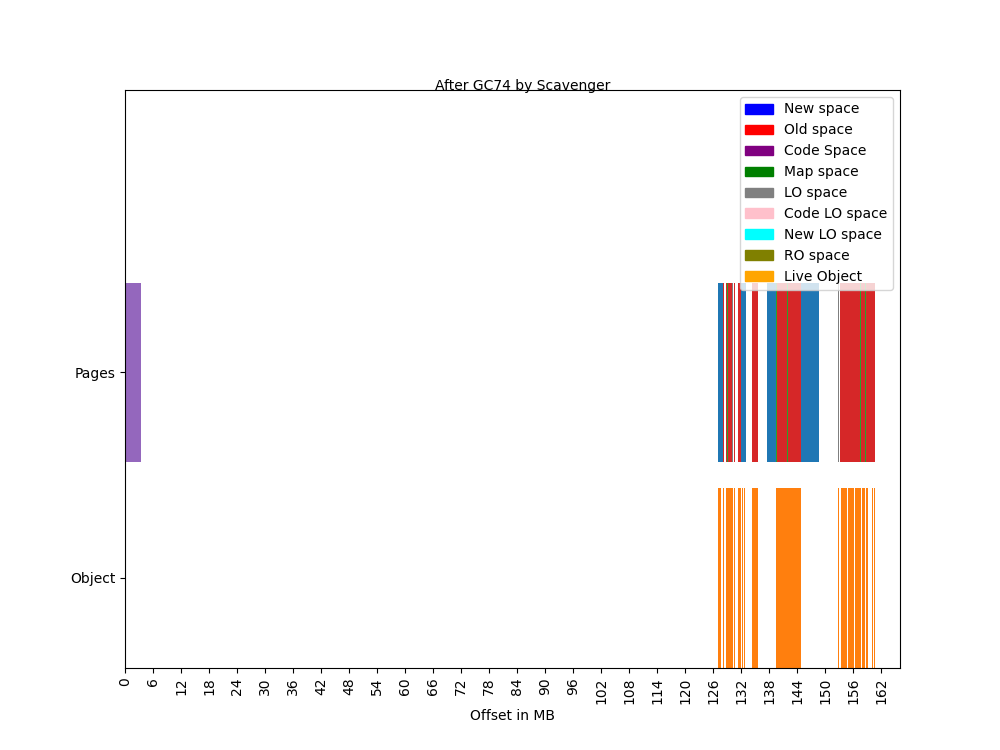 After GC74 by Scavenger
New space
Old space
Code Space
Map space
LO space
Code LO space
New LO space
RO space
Live Object
Pages
Object
0 6 12 18 24 30 36 42 48 54 60 66 72 78 84 90 96 102 108 114 120 126 132 138 144 150 156 162
Offset in MB